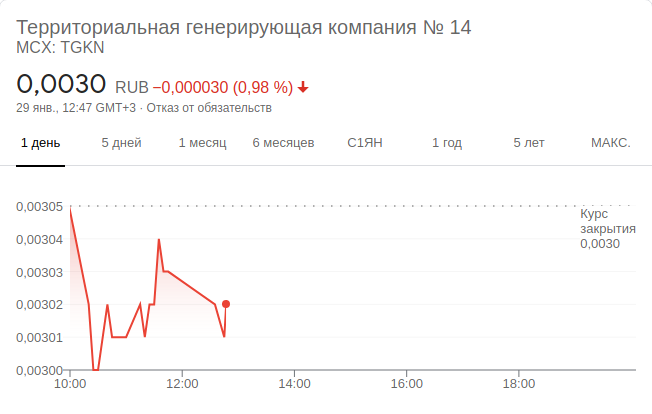 Территориальная генерирующая компания № 14
MCX: TGKN
0,0030 RUB −0,000030 (0,98 %)
29 янв., 12:47 GMT+3 · Отказ от обязательств
1 день 5 дней 1 месяц 6 месяцев С1ЯН 1 год 5 лет МАКС.
0,00305
Курс
закрытия
0,0030
0,00304
0,00303
0,00302
0,00301
0,00300
10:00 12:00 14:00 16:00 18:00